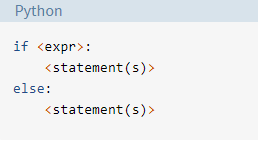 Python
if <expr>:
    <statement(s)>
else:
    <statement(s)>